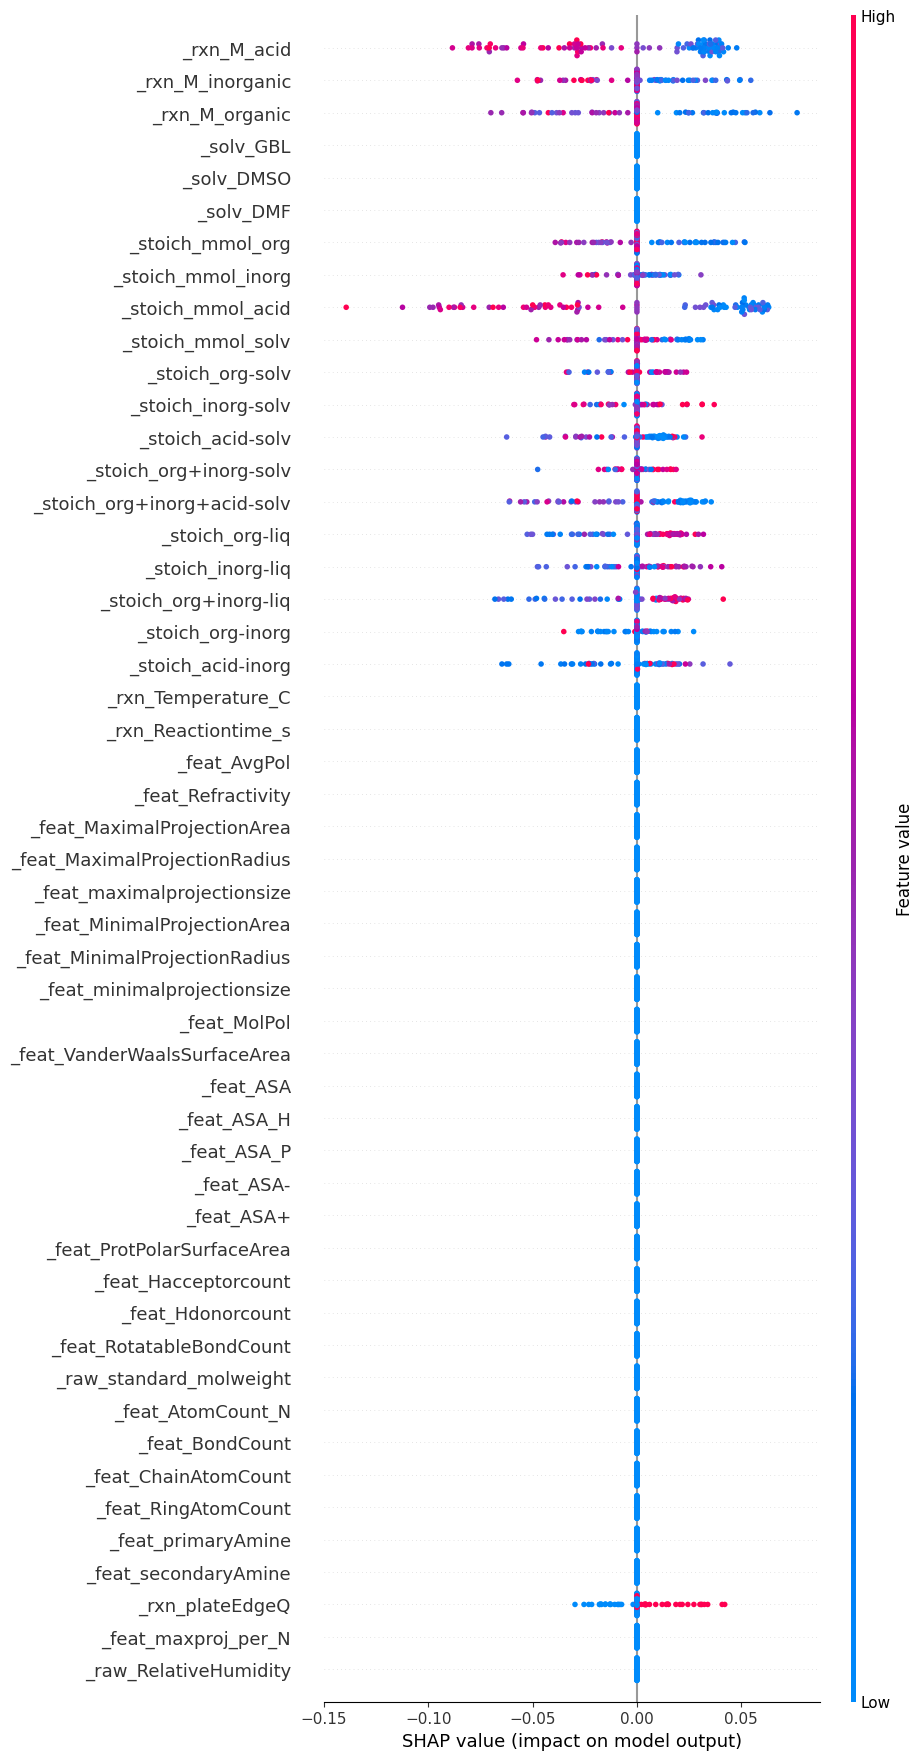 High
_rxn_M_acid
_rxn_M_inorganic
_rxn_M_organic
_solv_GBL
_solv_DMSO
_solv_DMF
_stoich_mmol_org
_stoich_mmol_inorg
_stoich_mmol_acid
_stoich_mmol_solv
_stoich_org-solv
_stoich_inorg-solv
_stoich_acid-solv
_stoich_org+inorg-solv
_stoich_org+inorg+acid-solv
_stoich_org-liq
_stoich_inorg-liq
_stoich_org+inorg-liq
_stoich_org-inorg
_stoich_acid-inorg
_rxn_Temperature_C
_rxn_Reactiontime_s
_feat_AvgPol
_feat_Refractivity
_feat_MaximalProjectionArea
_feat_MaximalProjectionRadius
_feat_maximalprojectionsize
_feat_MinimalProjectionArea
_feat_MinimalProjectionRadius
_feat_minimalprojectionsize
_feat_MolPol
_feat_VanderWaalsSurfaceArea
_feat_ASA
_feat_ASA_H
_feat_ASA_P
_feat_ASA-
_feat_ASA+
_feat_ProtPolarSurfaceArea
_feat_Hacceptorcount
_feat_Hdonorcount
_feat_RotatableBondCount
_raw_standard_molweight
_feat_AtomCount_N
_feat_BondCount
_feat_ChainAtomCount
_feat_RingAtomCount
_feat_primaryAmine
_feat_secondaryAmine
_rxn_plateEdgeQ
_feat_maxproj_per_N
_raw_RelativeHumidity
Feature value
Low
−0.15 −0.10 −0.05 0.00 0.05
SHAP value (impact on model output)